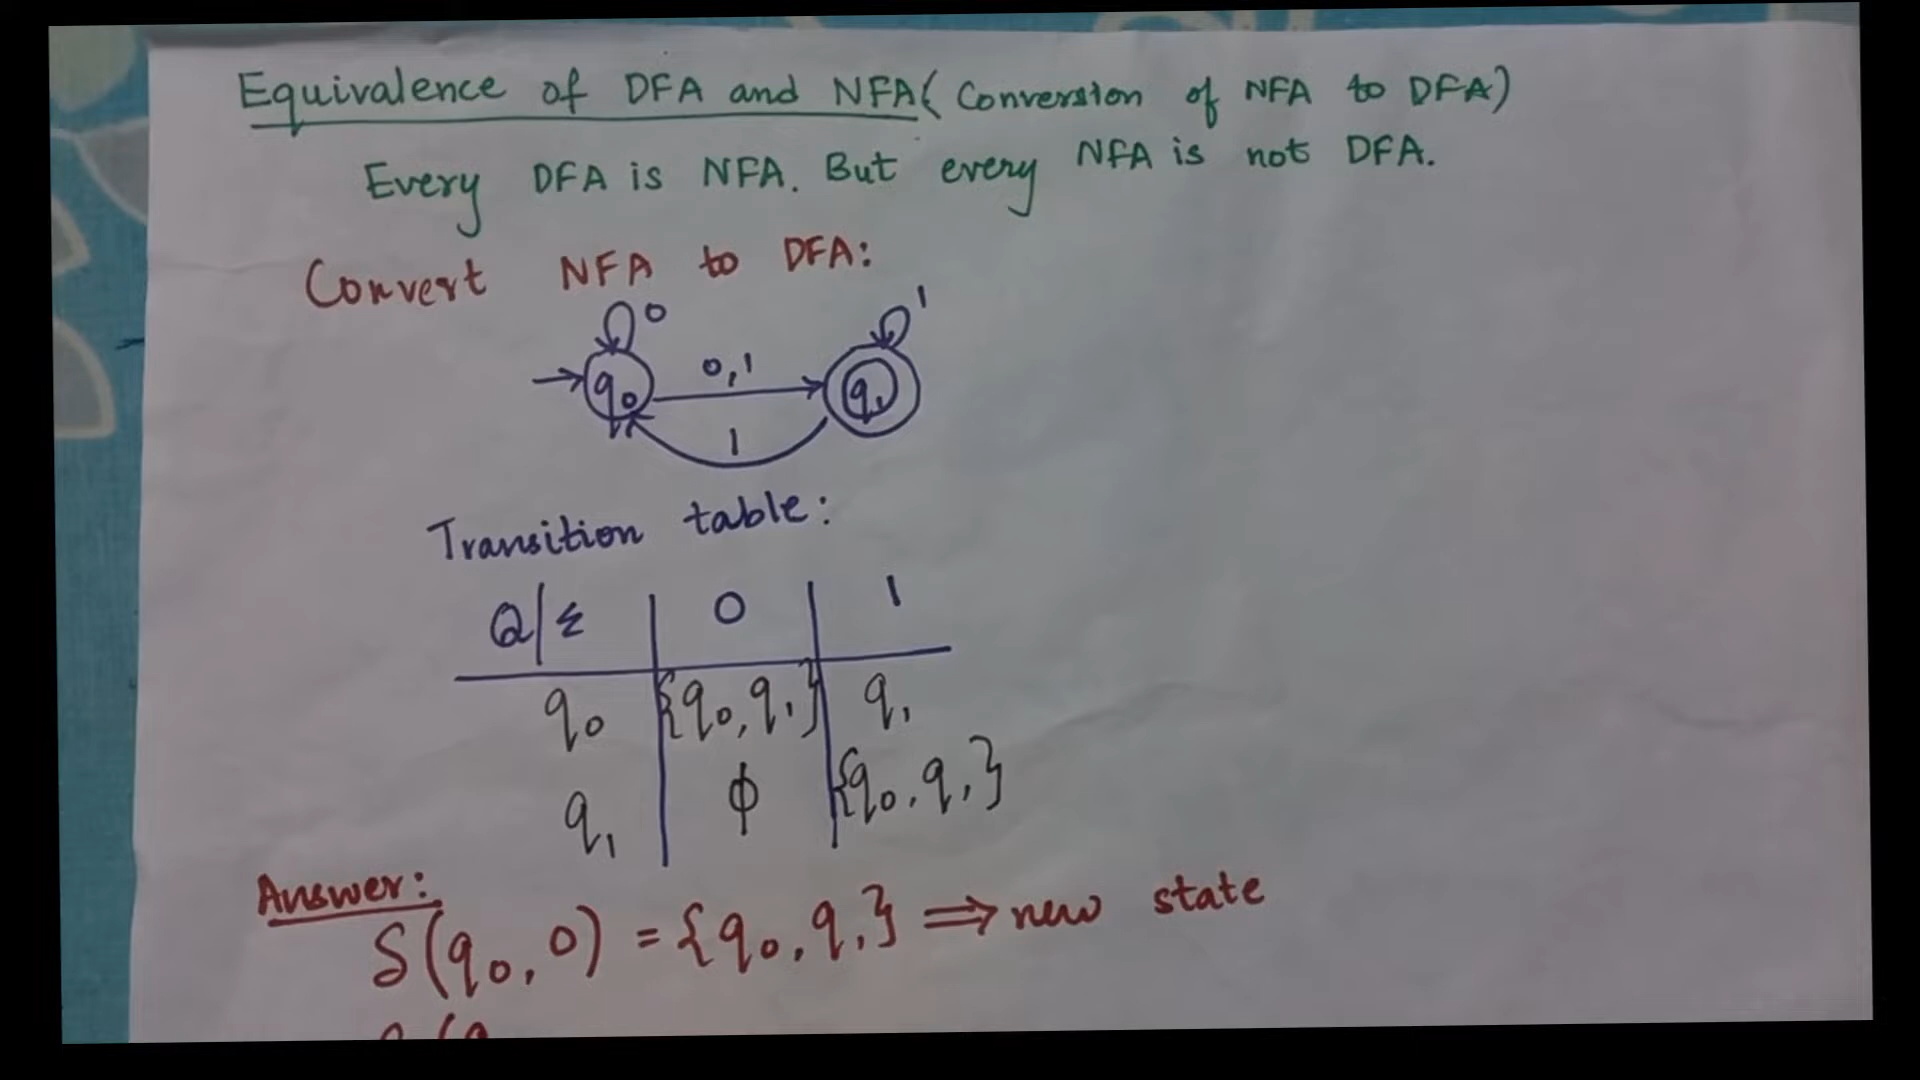 Equivalence of DFA and NFA( Conversion of NFA to DFA)
Every DFA is NFA. But every NFA is not DFA.
Convert NFA to DFA:
0 1
q0 0,1 q1
1
Transition table:
Q/Σ 0 1
q0 {q0,q1} q1
q1 ϕ {q0,q1}
Answer:
δ(q0,0) = {q0,q1} ⇒ new state